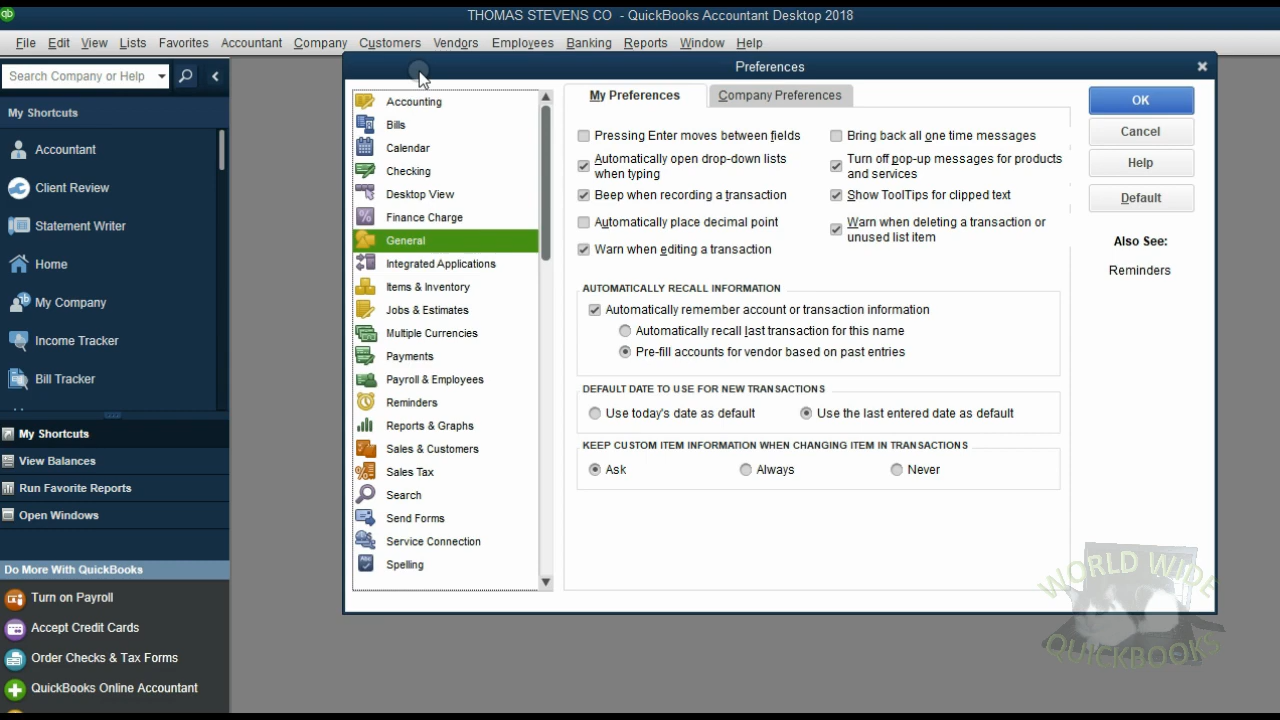 THOMAS STEVENS CO - QuickBooks Accountant Desktop 2018
File Edit View Lists Favorites Accountant Company Customers Vendors Employees Banking Reports Window Help
Search Company or Help
My Shortcuts
Accountant
Client Review
Statement Writer
Home
My Company
Income Tracker
Bill Tracker
My Shortcuts
View Balances
Run Favorite Reports
Open Windows
Do More With QuickBooks
Turn on Payroll
Accept Credit Cards
Order Checks & Tax Forms
QuickBooks Online Accountant
Preferences
Accounting
Bills
Calendar
Checking
Desktop View
Finance Charge
General
Integrated Applications
Items & Inventory
Jobs & Estimates
Multiple Currencies
Payments
Payroll & Employees
Reminders
Reports & Graphs
Sales & Customers
Sales Tax
Search
Send Forms
Service Connection
Spelling
My Preferences
Company Preferences
Pressing Enter moves between fields
Automatically open drop-down lists
when typing
Beep when recording a transaction
Automatically place decimal point
Warn when editing a transaction
Bring back all one time messages
Turn off pop-up messages for products
and services
Show ToolTips for clipped text
Warn when deleting a transaction or
unused list item
AUTOMATICALLY RECALL INFORMATION
Automatically remember account or transaction information
Automatically recall last transaction for this name
Pre-fill accounts for vendor based on past entries
DEFAULT DATE TO USE FOR NEW TRANSACTIONS
Use today's date as default
Use the last entered date as default
KEEP CUSTOM ITEM INFORMATION WHEN CHANGING ITEM IN TRANSACTIONS
Ask
Always
Never
OK
Cancel
Help
Default
Also See:
Reminders
WORLD WIDE
QUICKBOOKS